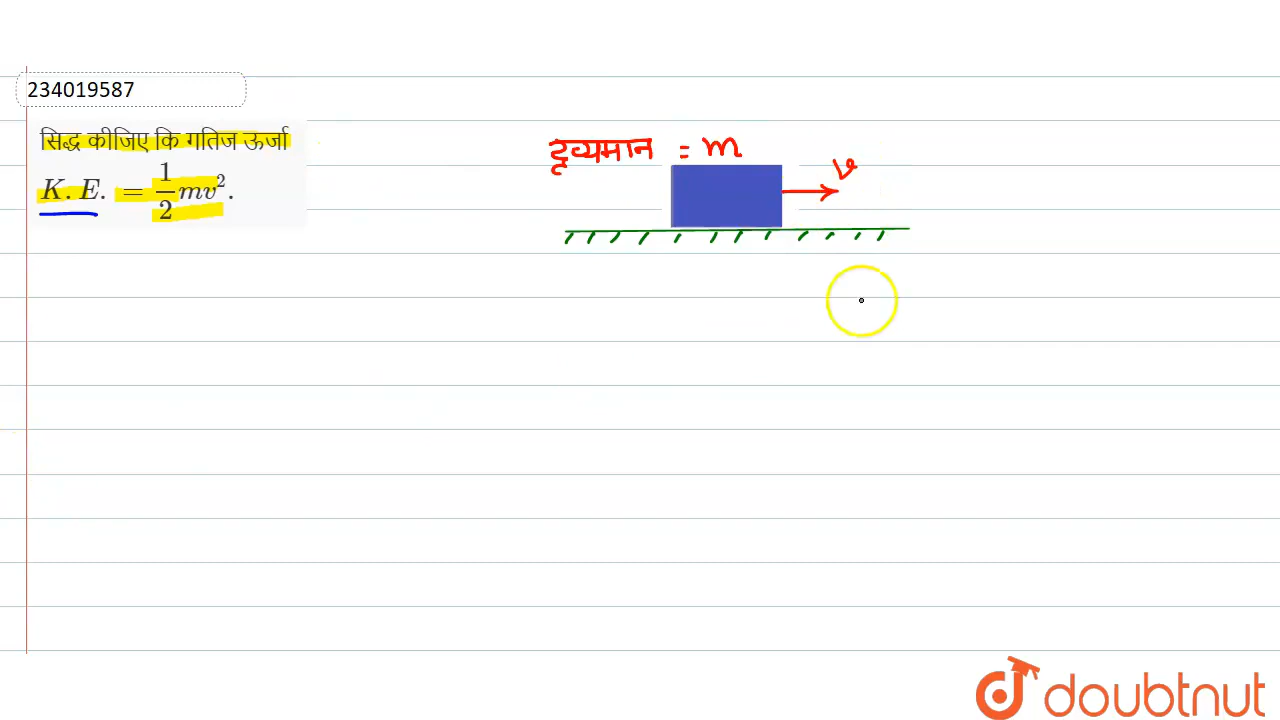 234019587
सिद्ध कीजिए कि गतिज ऊर्जा
K. E. = 1/2 mv².
द्रव्यमान = m
v
doubtnut